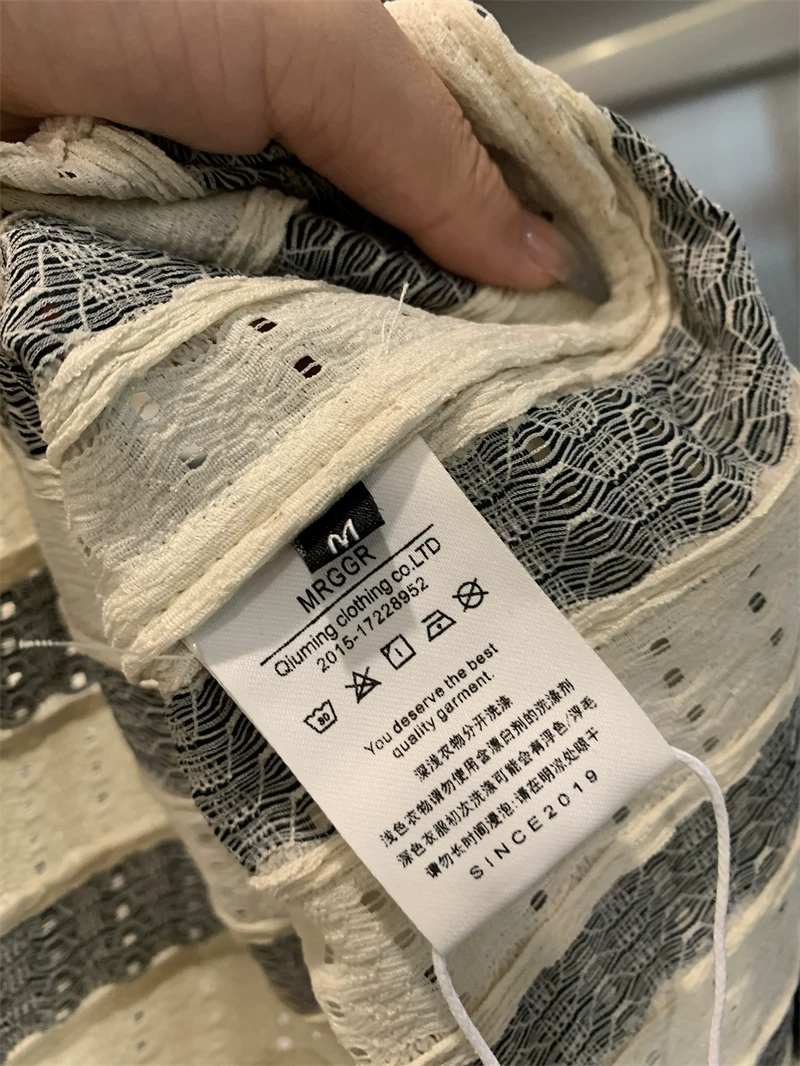 M
MRGGR
Qiuming clothing co.LTD
2015-17228952
30
You deserve the best
quality garment.
深浅衣物分开洗涤
浅色衣物请勿使用含漂白剂的洗涤剂
深色衣服初次洗涤可能会有浮色/浮毛
请勿长时间浸泡:请在明凉处晾干
SINCE2019